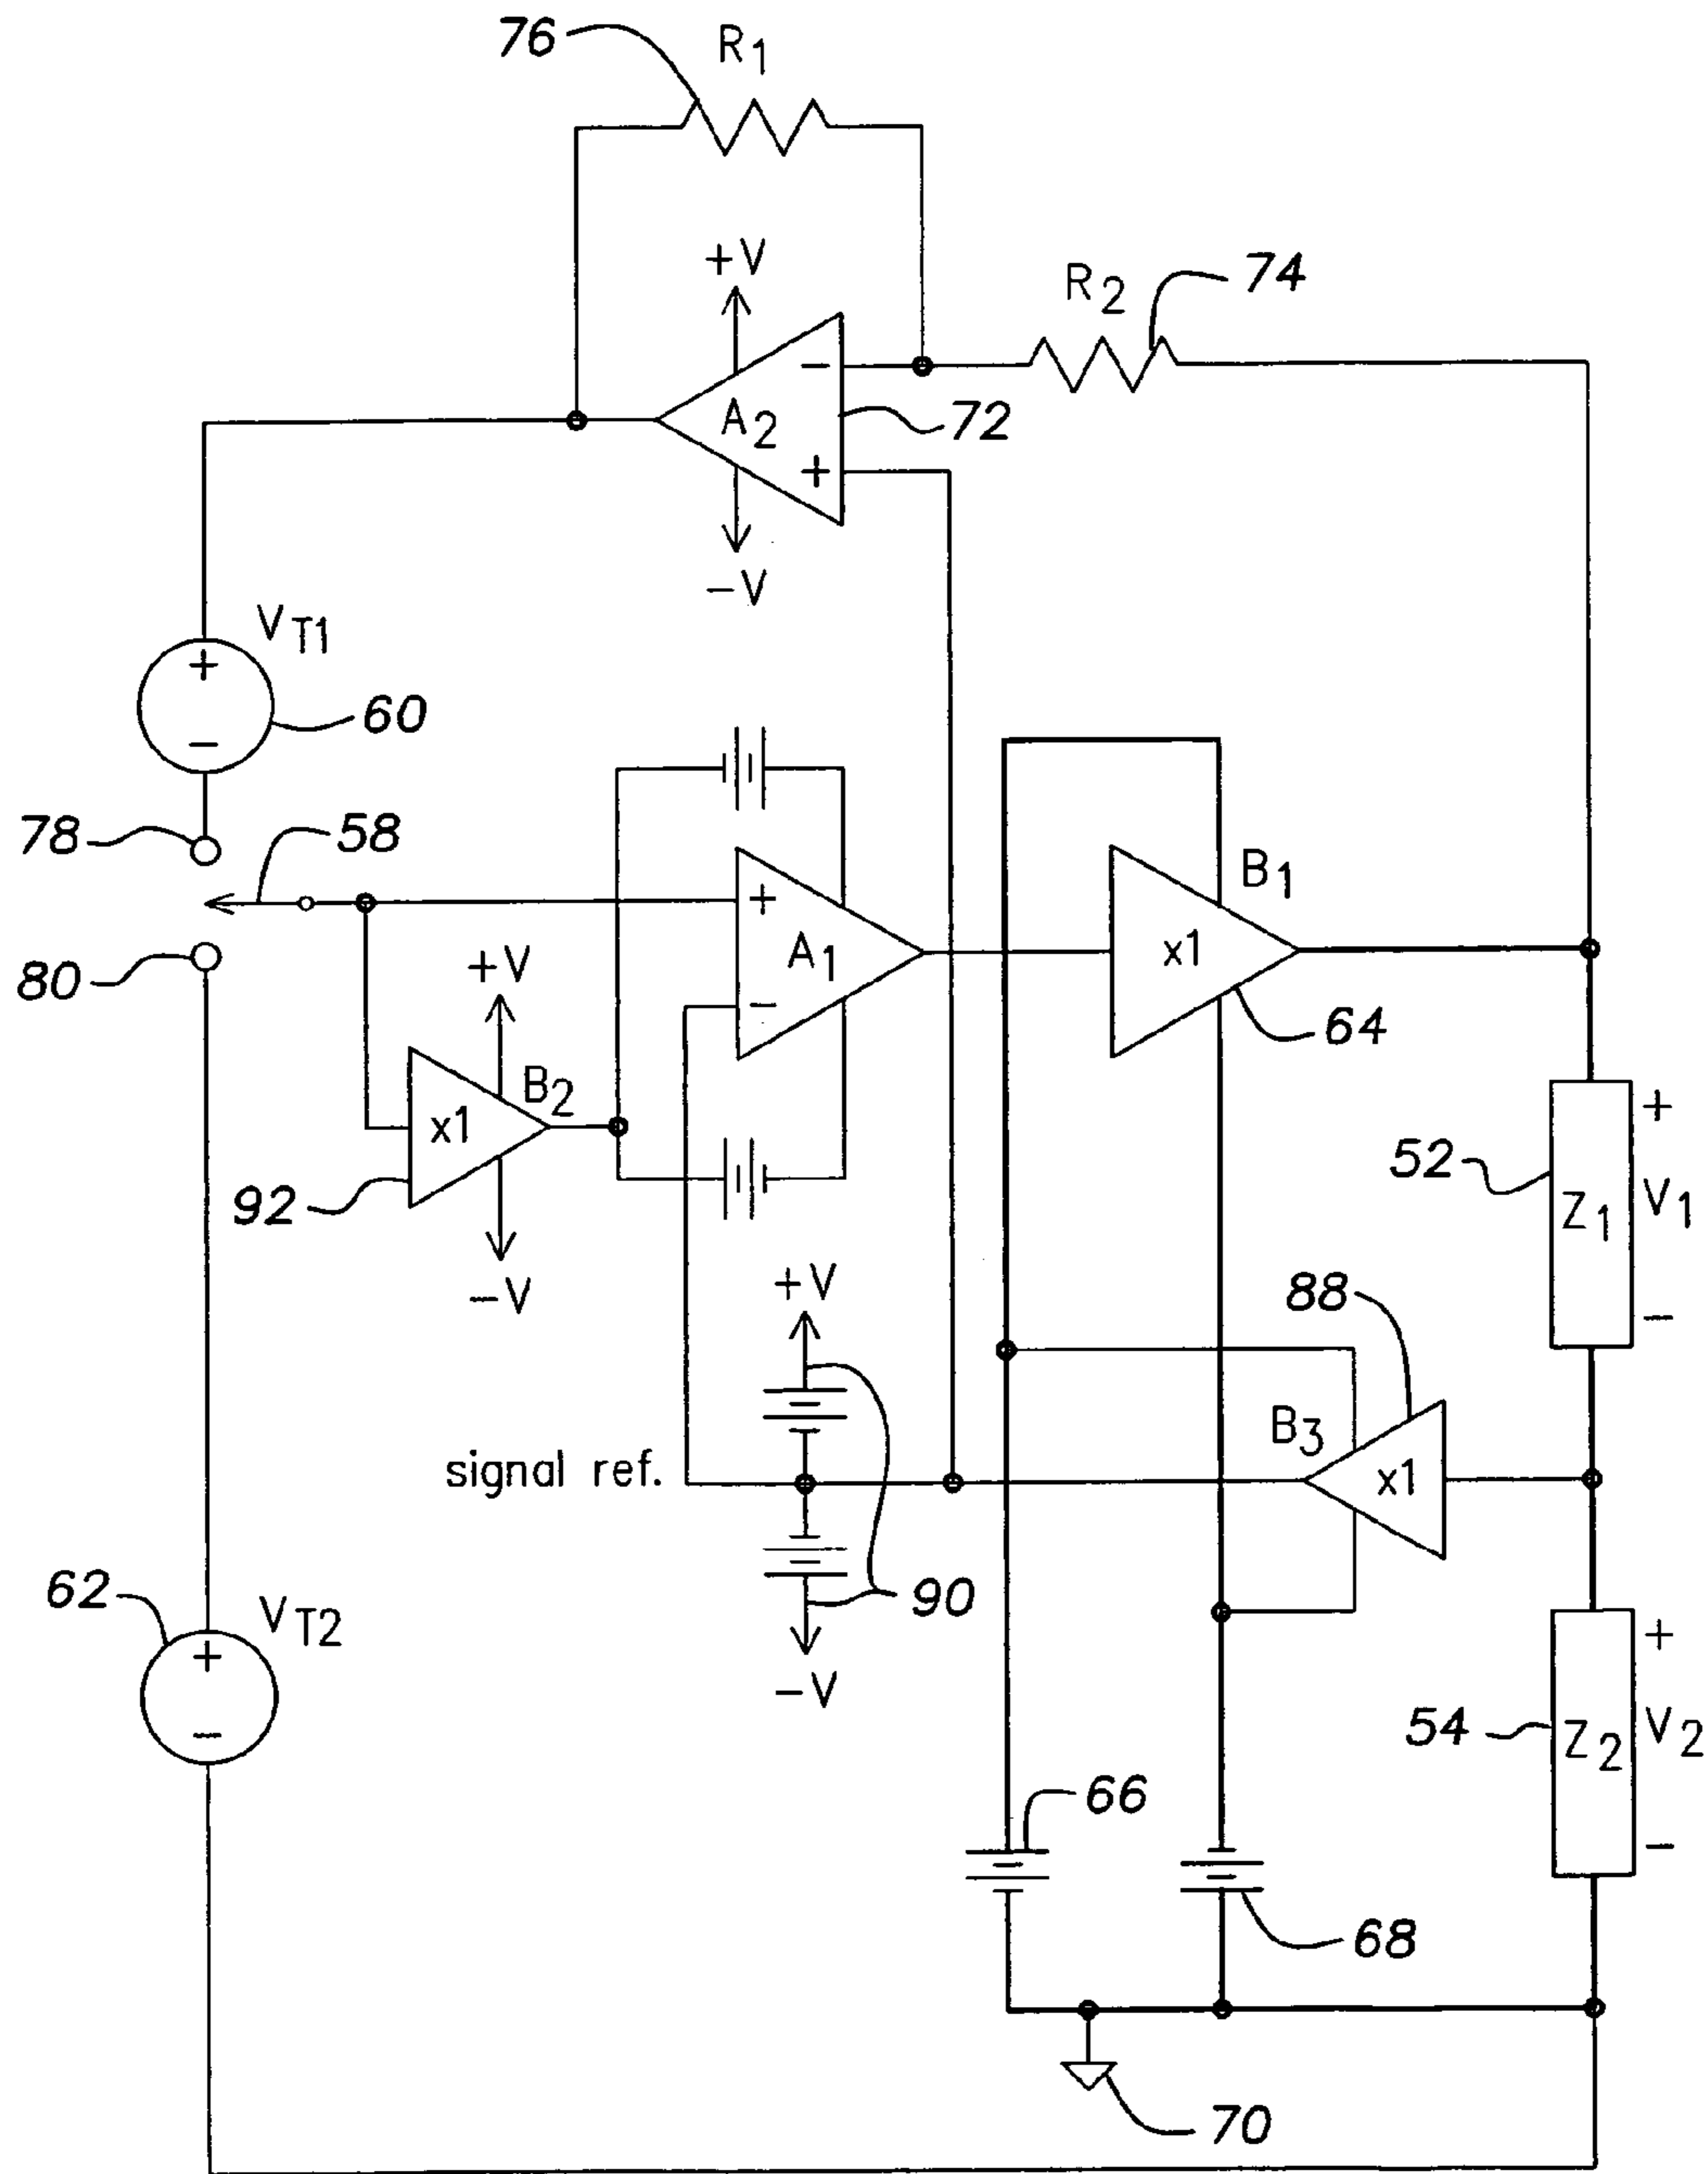 76
R1
+V
R2
74
−
A2
72
+
−V
VT1
+
60
−
78
58
+
B1
A1
x1
80
+V
−
64
B2
x1
+
52
92
Z1
V1
−V
+V
88
−
B3
signal ref.
x1
62
VT2
90
+
+
−V
54
Z2
V2
−
66
−
68
70